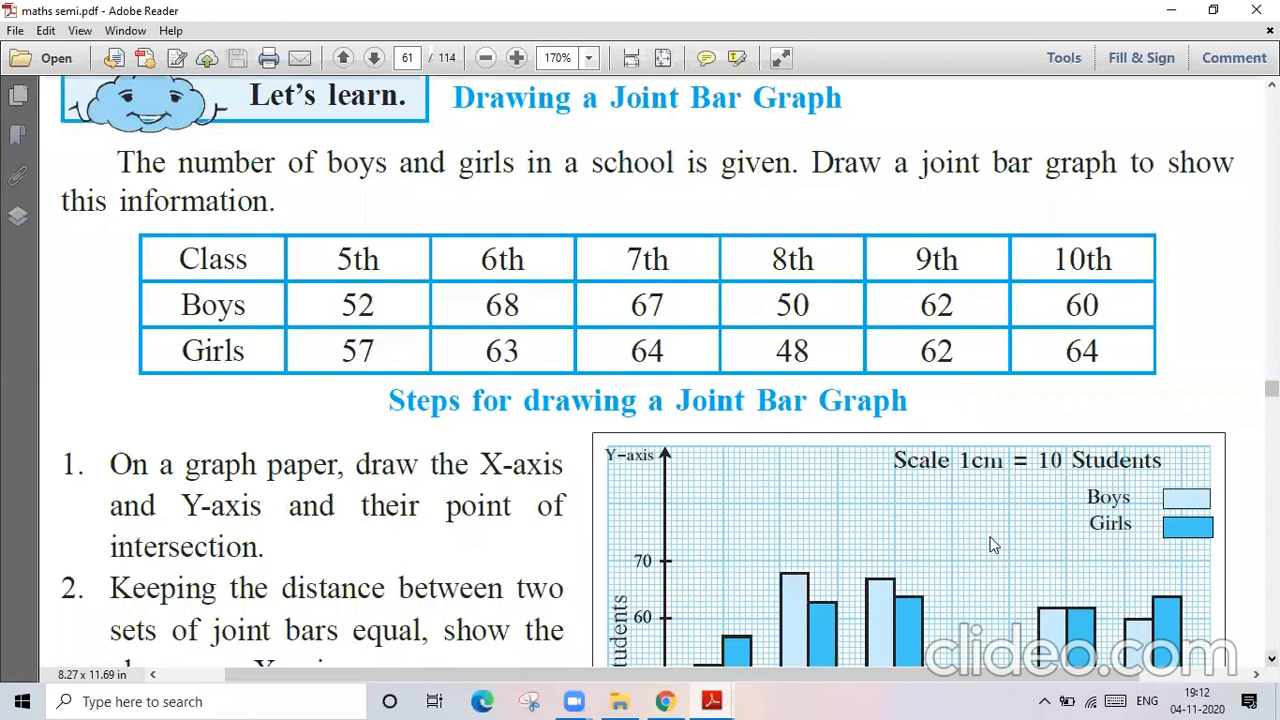 maths semi.pdf - Adobe Reader
File Edit View Window Help
Open 61 / 114 170% Tools Fill & Sign Comment
Let's learn. Drawing a Joint Bar Graph
The number of boys and girls in a school is given. Draw a joint bar graph to show
this information.
Class 5th 6th 7th 8th 9th 10th
Boys 52 68 67 50 62 60
Girls 57 63 64 48 62 64
Steps for drawing a Joint Bar Graph
1. On a graph paper, draw the X-axis
and Y-axis and their point of
intersection.
2. Keeping the distance between two
sets of joint bars equal, show the
Y-axis
Scale 1cm = 10 Students
Boys
Girls
70
60
tudents
clideo.com
8.27 x 11.69 in
Type here to search
ENG
19:12
04-11-2020